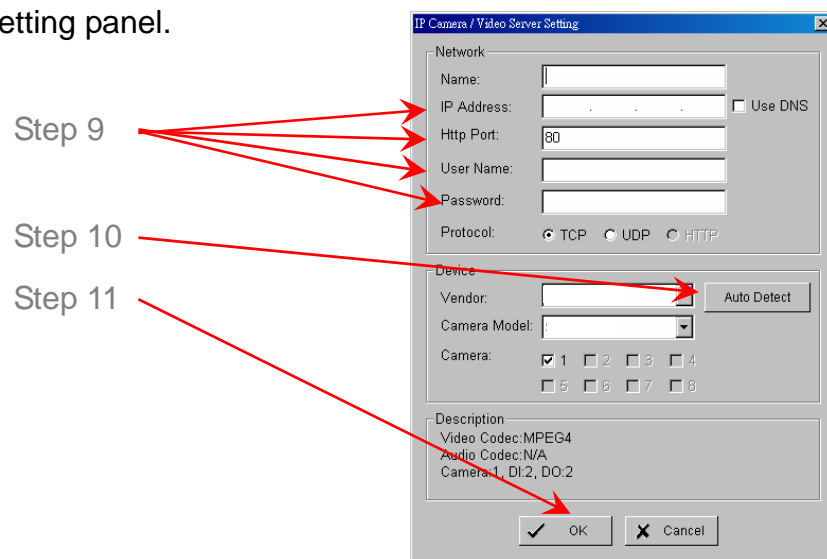 etting panel.
Step 9
Step 10
Step 11
IP Camera / Video Server Setting
Network
Name:
IP Address: . . . Use DNS
Http Port: 80
User Name:
Password:
Protocol: TCP UDP HTTP
Device
Vendor: Auto Detect
Camera Model:
Camera: 1 2 3 4
5 6 7 8
Description
Video Codec:MPEG4
Audio Codec:N/A
Camera:1, DI:2, DO:2
OK Cancel